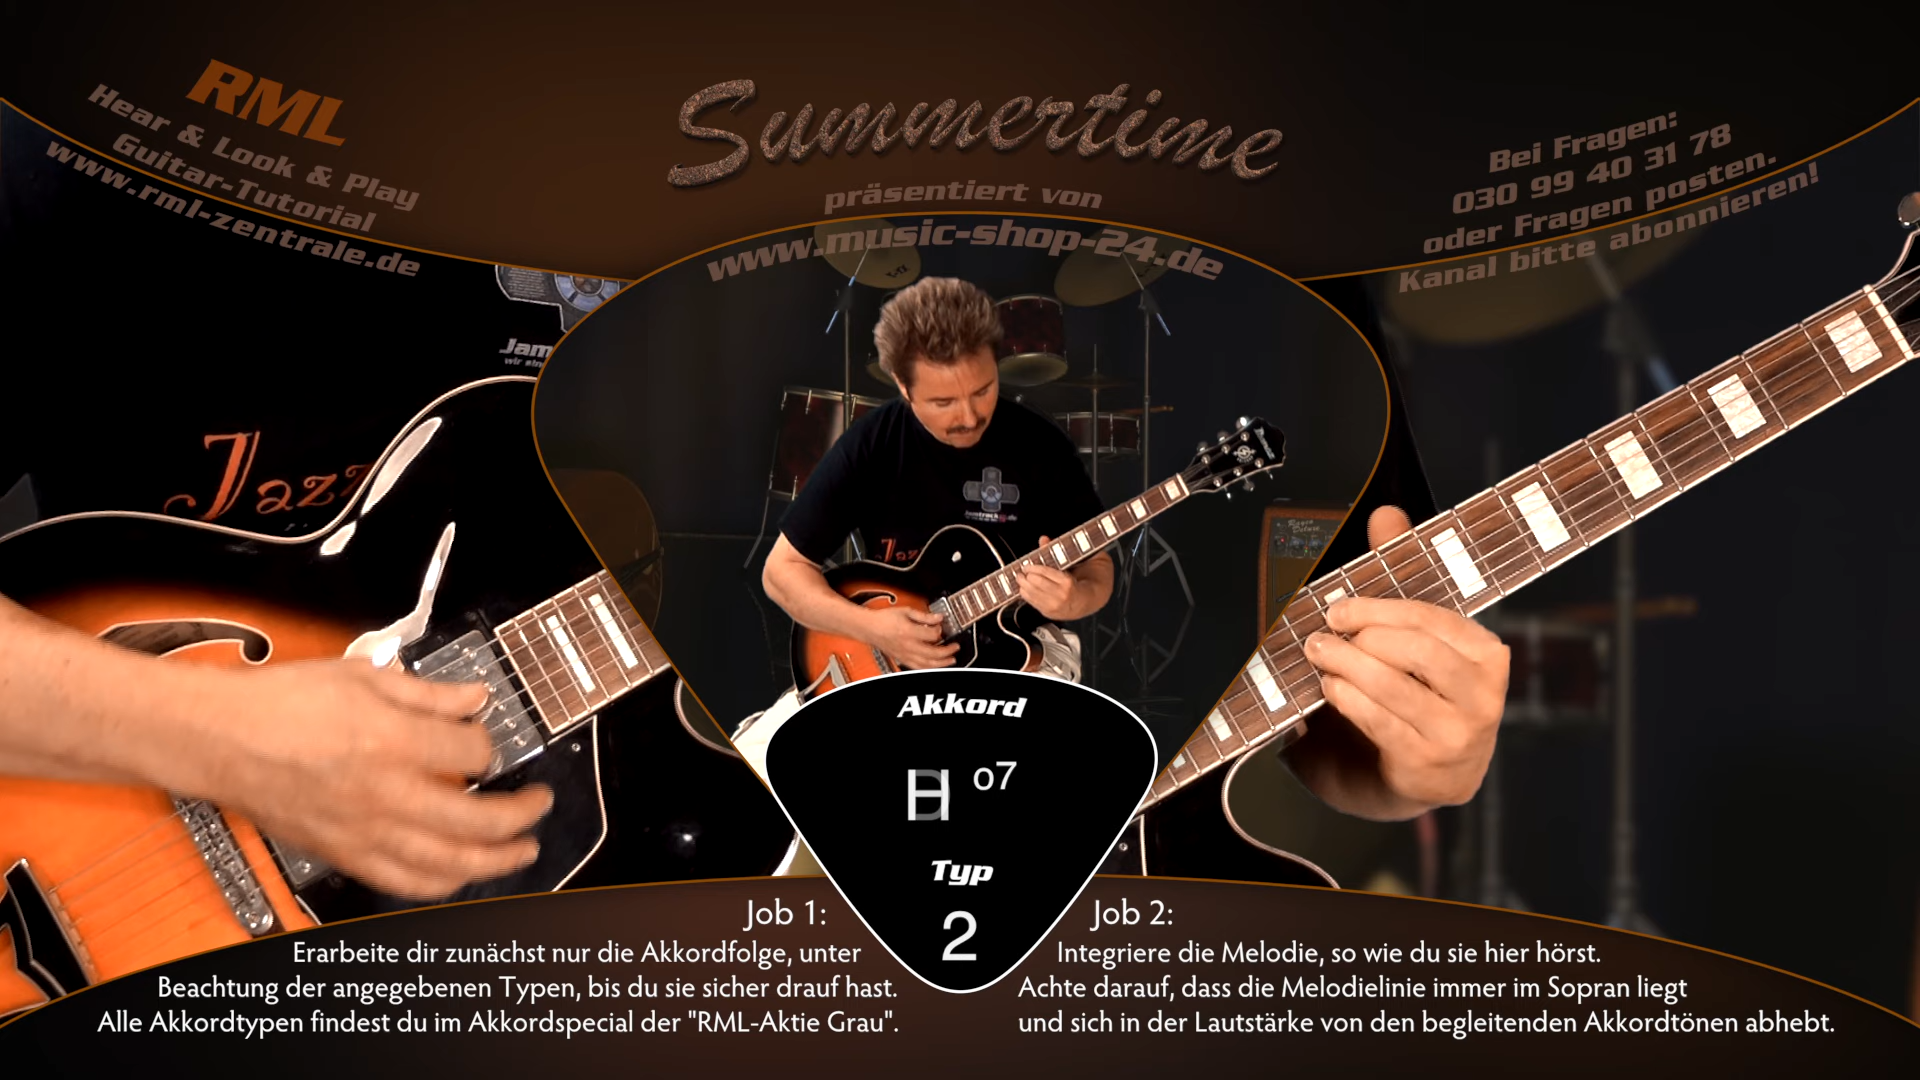 RML
Hear & Look & Play
Guitar-Tutorial
www.rml-zentrale.de
Summertime
präsentiert von
www.music-shop-24.de
Bei Fragen:
030 99 40 31 78
oder Fragen posten.
Kanal bitte abonnieren!
Jam
wir sin
Jazz
Akkord
H o7
Typ
2
Job 1:
Erarbeite dir zunächst nur die Akkordfolge, unter
Beachtung der angegebenen Typen, bis du sie sicher drauf hast.
Alle Akkordtypen findest du im Akkordspecial der "RML-Aktie Grau".
Job 2:
Integriere die Melodie, so wie du sie hier hörst.
Achte darauf, dass die Melodielinie immer im Sopran liegt
und sich in der Lautstärke von den begleitenden Akkordtönen abhebt.